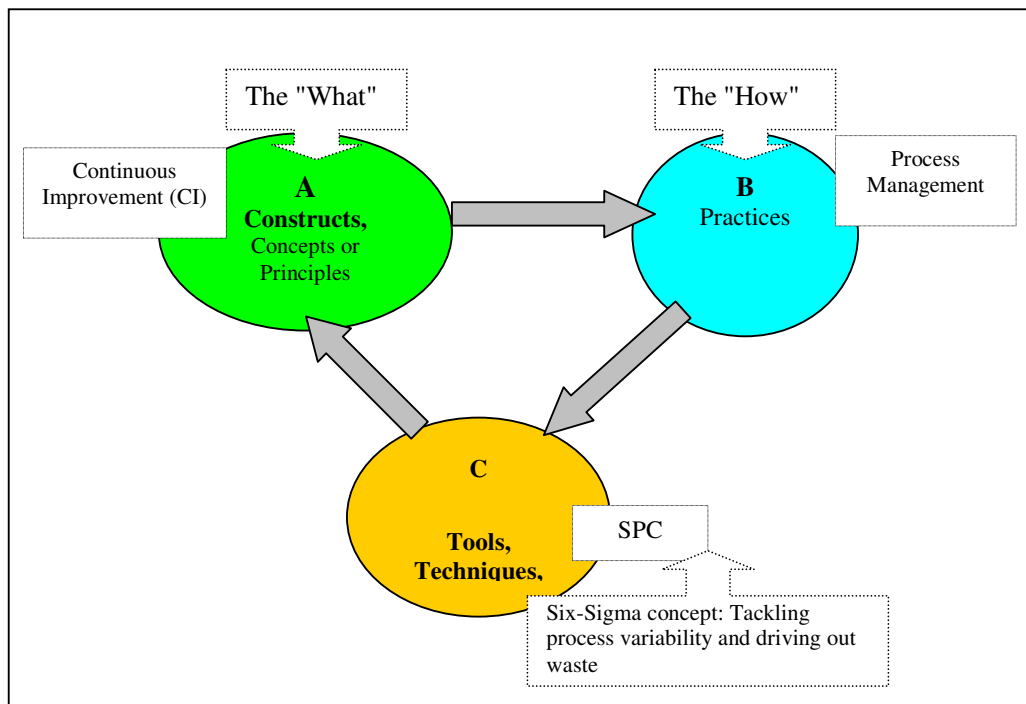 The "What"
The "How"
Continuous
Improvement (CI)
A
Constructs,
Concepts or
Principles
B
Practices
Process
Management
C
Tools,
Techniques,
SPC
Six-Sigma concept: Tackling
process variability and driving out
waste